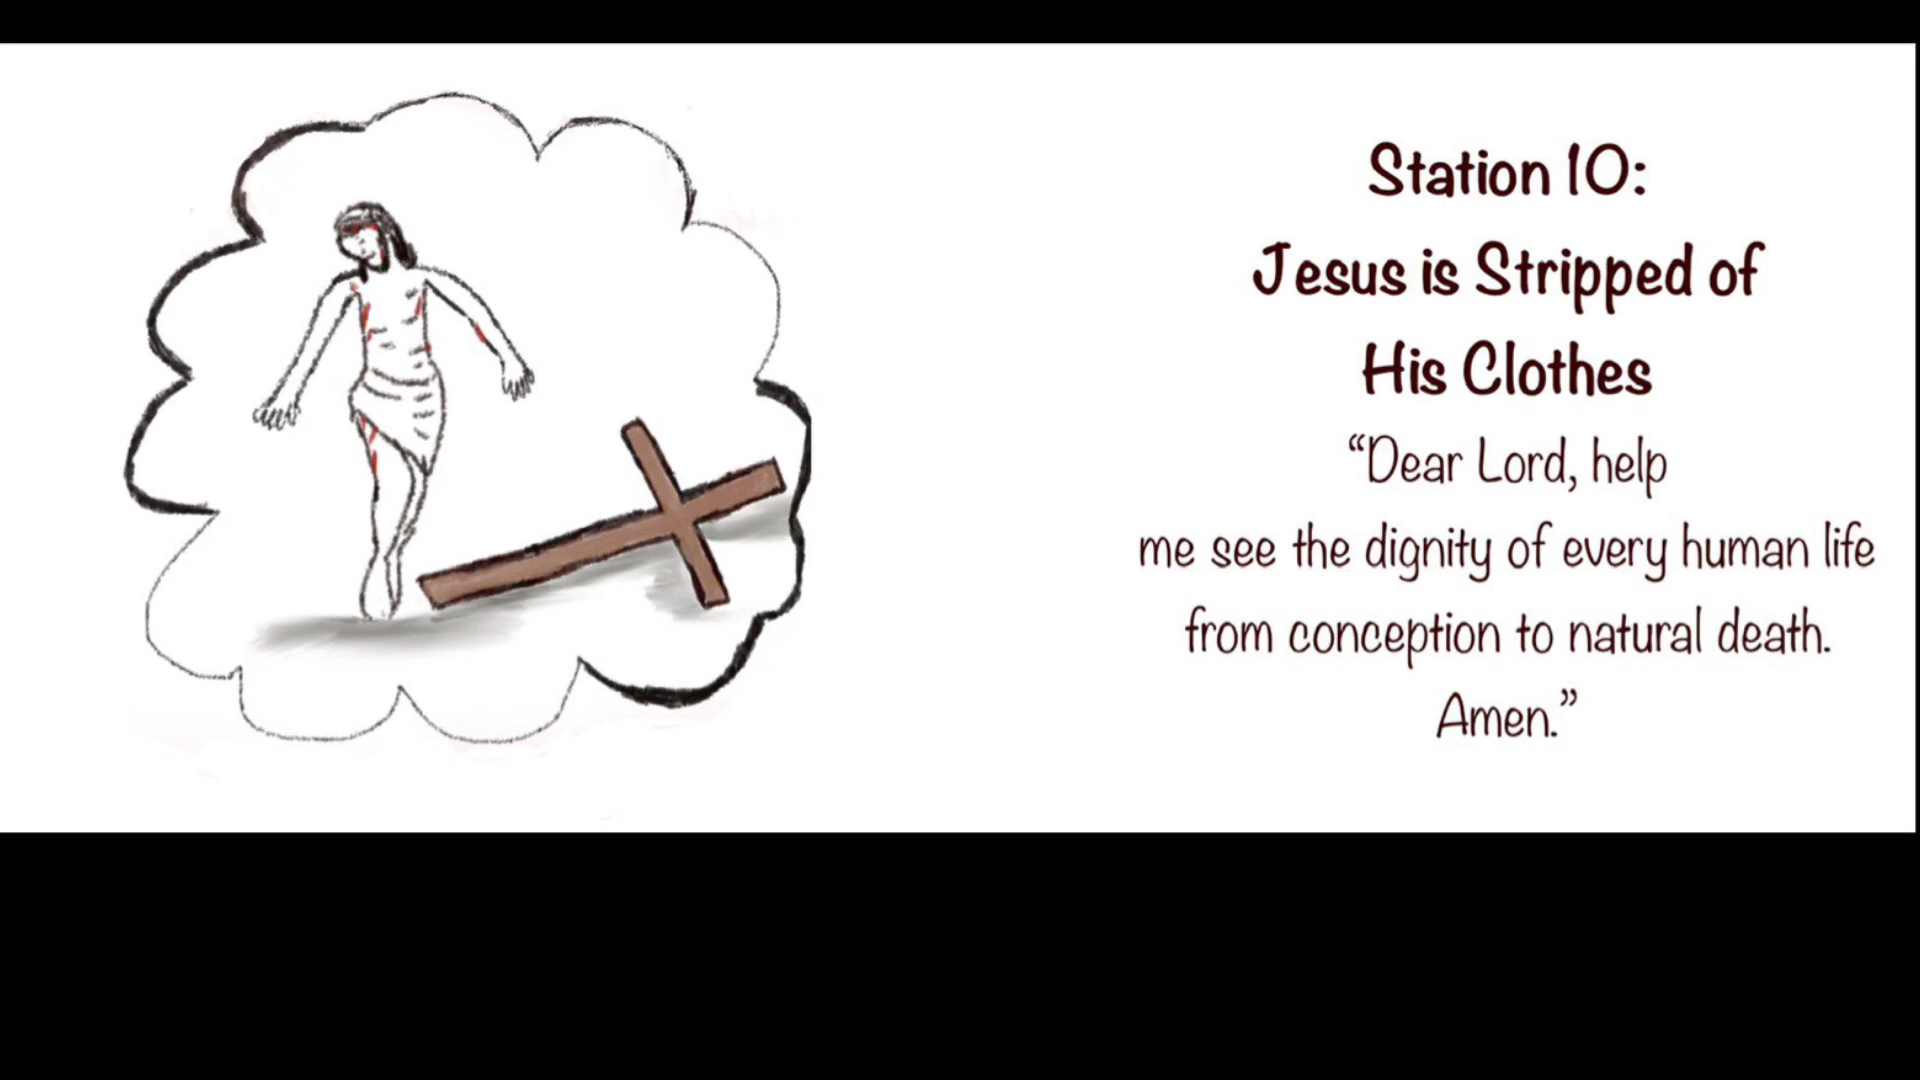 Station 10:
Jesus is Stripped of
His Clothes
“Dear Lord, help
me see the dignity of every human life
from conception to natural death.
Amen.”